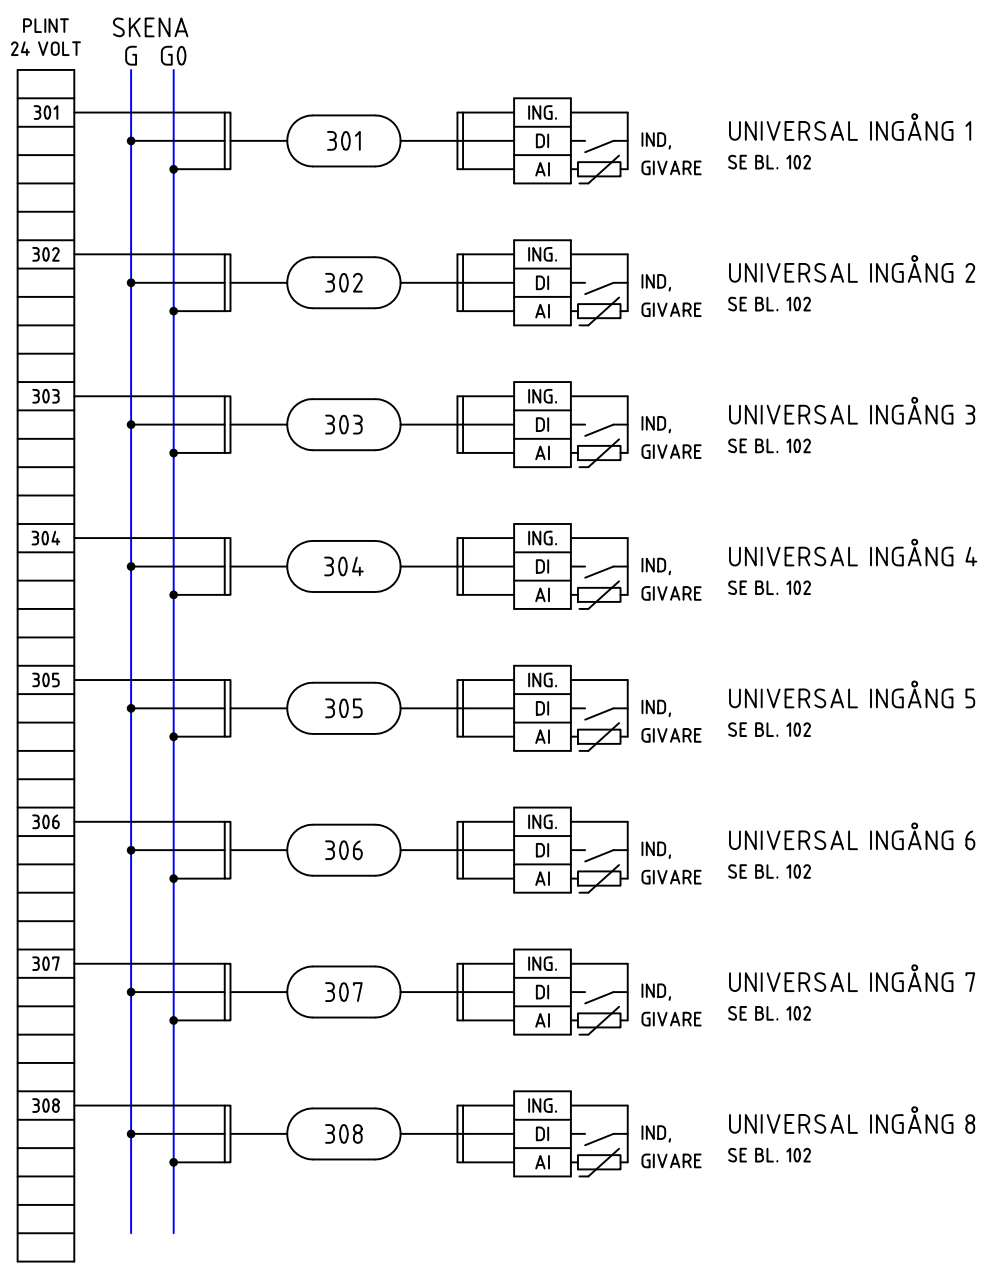 PLINT
24 VOLT
SKENA
G G0
301
301
ING.
DI
AI
IND,
GIVARE
UNIVERSAL INGÅNG 1
SE BL. 102
302
302
ING.
DI
AI
IND,
GIVARE
UNIVERSAL INGÅNG 2
SE BL. 102
303
303
ING.
DI
AI
IND,
GIVARE
UNIVERSAL INGÅNG 3
SE BL. 102
304
304
ING.
DI
AI
IND,
GIVARE
UNIVERSAL INGÅNG 4
SE BL. 102
305
305
ING.
DI
AI
IND,
GIVARE
UNIVERSAL INGÅNG 5
SE BL. 102
306
306
ING.
DI
AI
IND,
GIVARE
UNIVERSAL INGÅNG 6
SE BL. 102
307
307
ING.
DI
AI
IND,
GIVARE
UNIVERSAL INGÅNG 7
SE BL. 102
308
308
ING.
DI
AI
IND,
GIVARE
UNIVERSAL INGÅNG 8
SE BL. 102